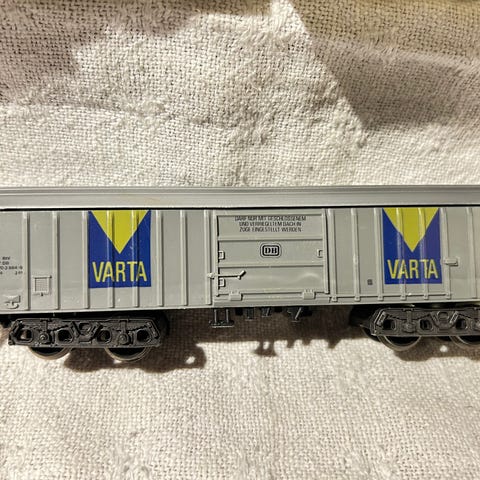 VARTA
DARF NUR MIT GESCHLOSSENEM
UND VERRIEGELTEM DACH IN
ZÜGE EINGESTELLT WERDEN
DB
VARTA